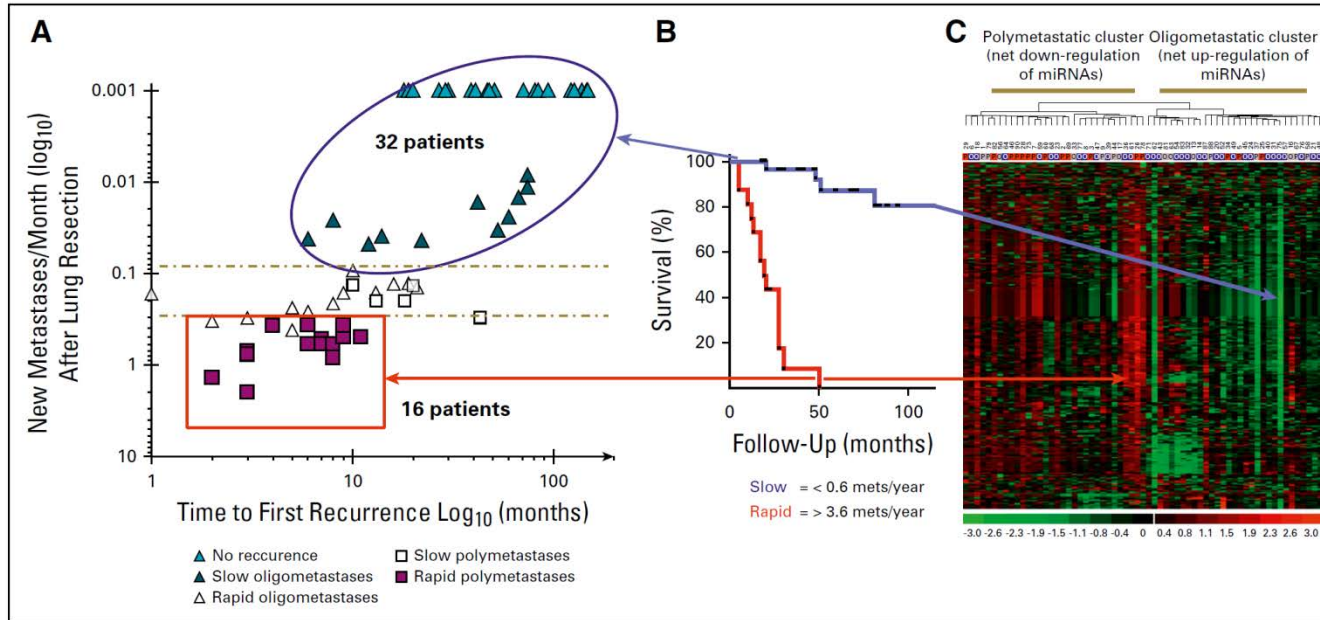 A
New Metastases/Month (log10)
After Lung Resection
0.001
0.01
0.1
1
10
32 patients
16 patients
1
10
100
Time to First Recurrence Log10 (months)
No reccurence
Slow oligometastases
Rapid oligometastases
Slow polymetastases
Rapid polymetastases
B
Survival (%)
100
80
60
40
20
0
50
100
Follow-Up (months)
Slow = < 0.6 mets/year
Rapid = > 3.6 mets/year
C
Polymetastatic cluster
(net down-regulation
of miRNAs)
Oligometastatic cluster
(net up-regulation of
miRNAs)
-3.0 -2.6 -2.3 -1.9 -1.5 -1.1 -0.8 -0.4 0 0.4 0.8 1.1 1.5 1.9 2.3 2.6 3.0